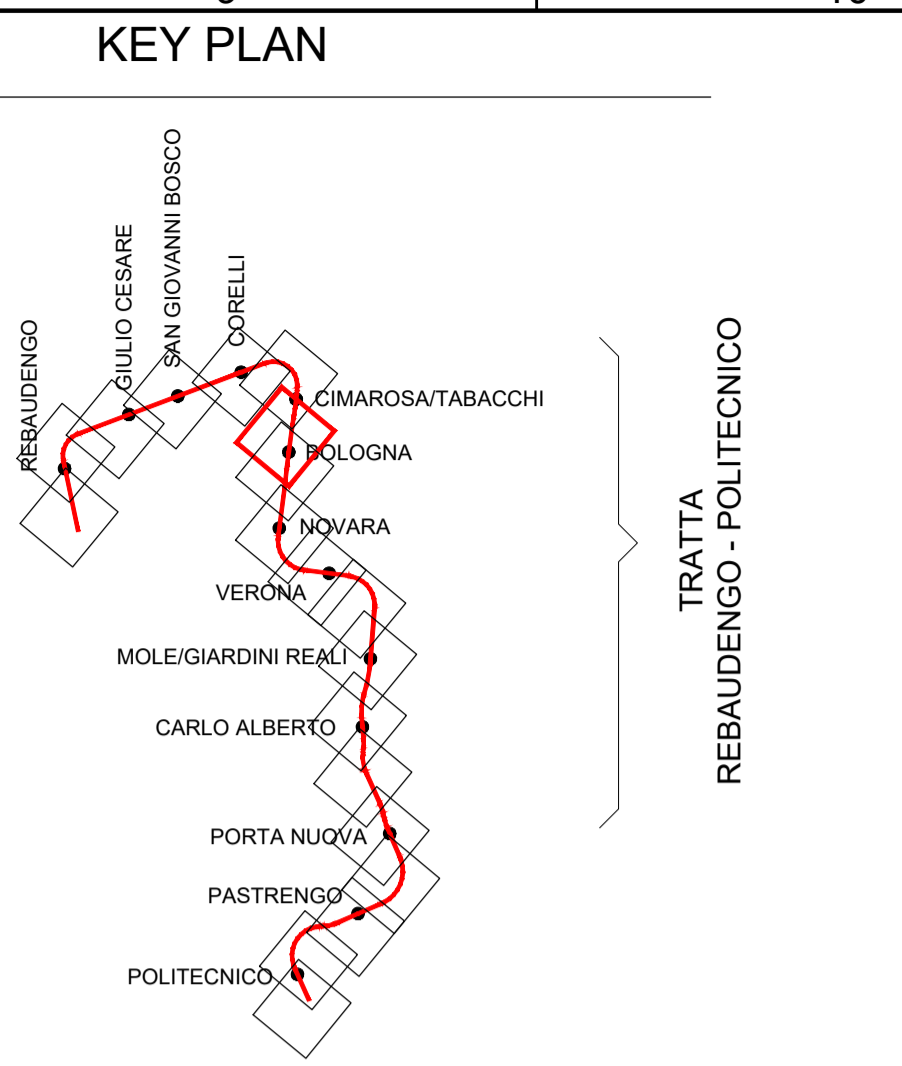 KEY PLAN
REBAUDENGO
GIULIO CESARE
SAN GIOVANNI BOSCO
CORELLI
CIMAROSA/TABACCHI
BOLOGNA
NOVARA
VERONA
MOLE/GIARDINI REALI
CARLO ALBERTO
PORTA NUOVA
PASTRENGO
POLITECNICO
TRATTA
REBAUDENGO - POLITECNICO